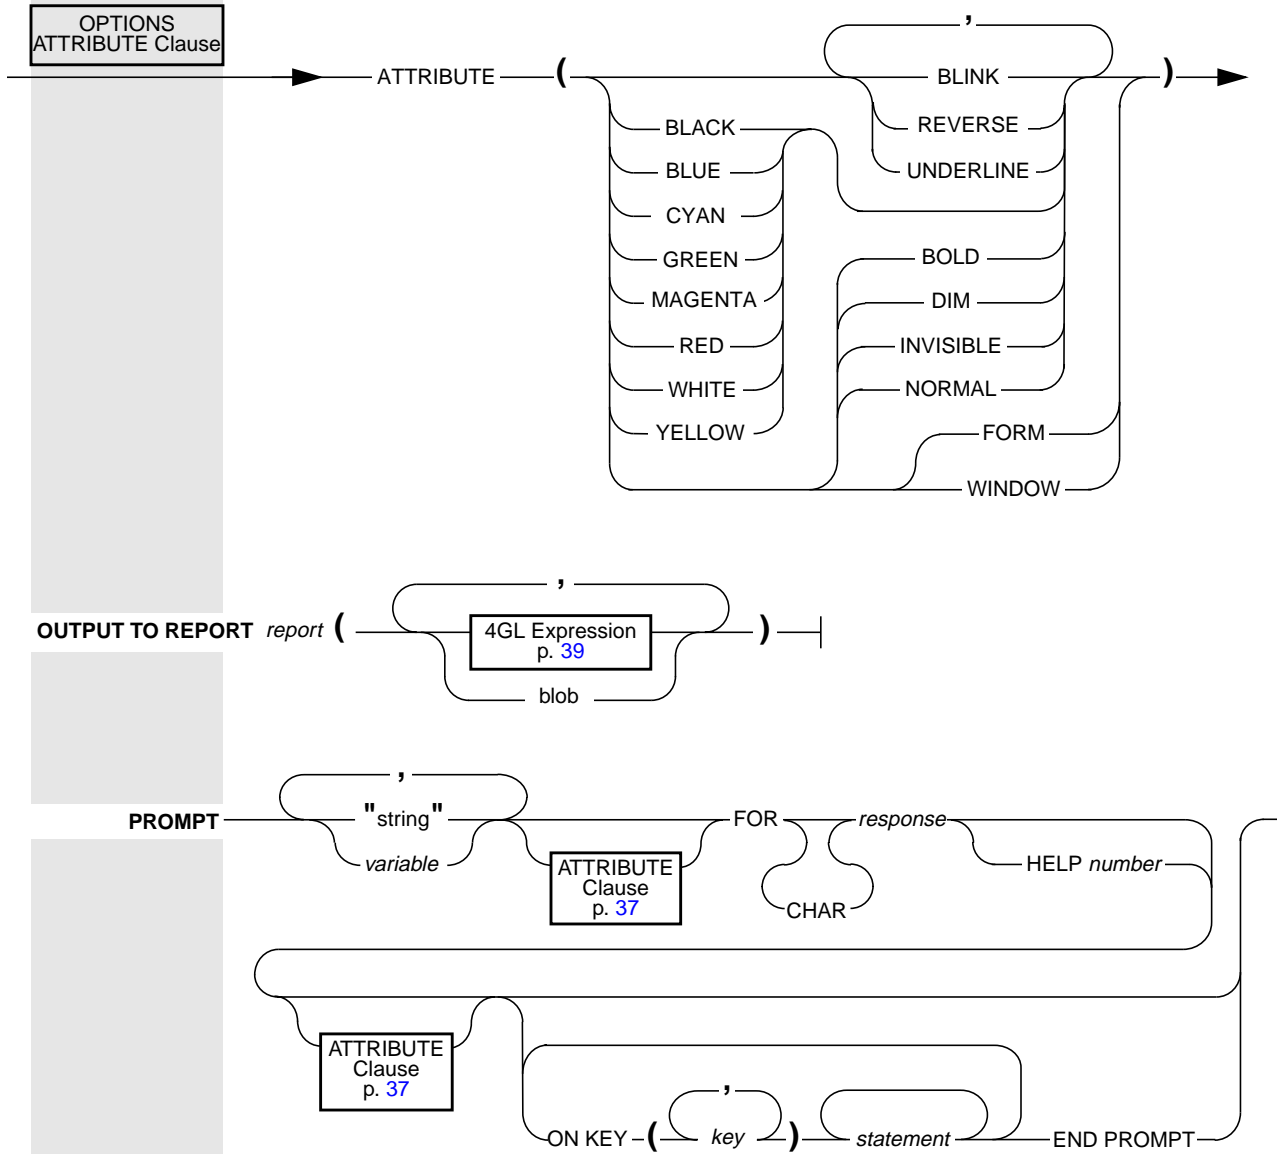 OPTIONS
ATTRIBUTE Clause
,
ATTRIBUTE ( BLINK )
BLACK REVERSE
BLUE UNDERLINE
CYAN
GREEN BOLD
MAGENTA DIM
RED INVISIBLE
WHITE NORMAL
YELLOW FORM
WINDOW
,
OUTPUT TO REPORT report ( 4GL Expression )
p. 39
blob
,
PROMPT "string" FOR response
variable ATTRIBUTE HELP number
Clause
p. 37 CHAR
ATTRIBUTE
Clause
p. 37
,
ON KEY ( key ) statement END PROMPT